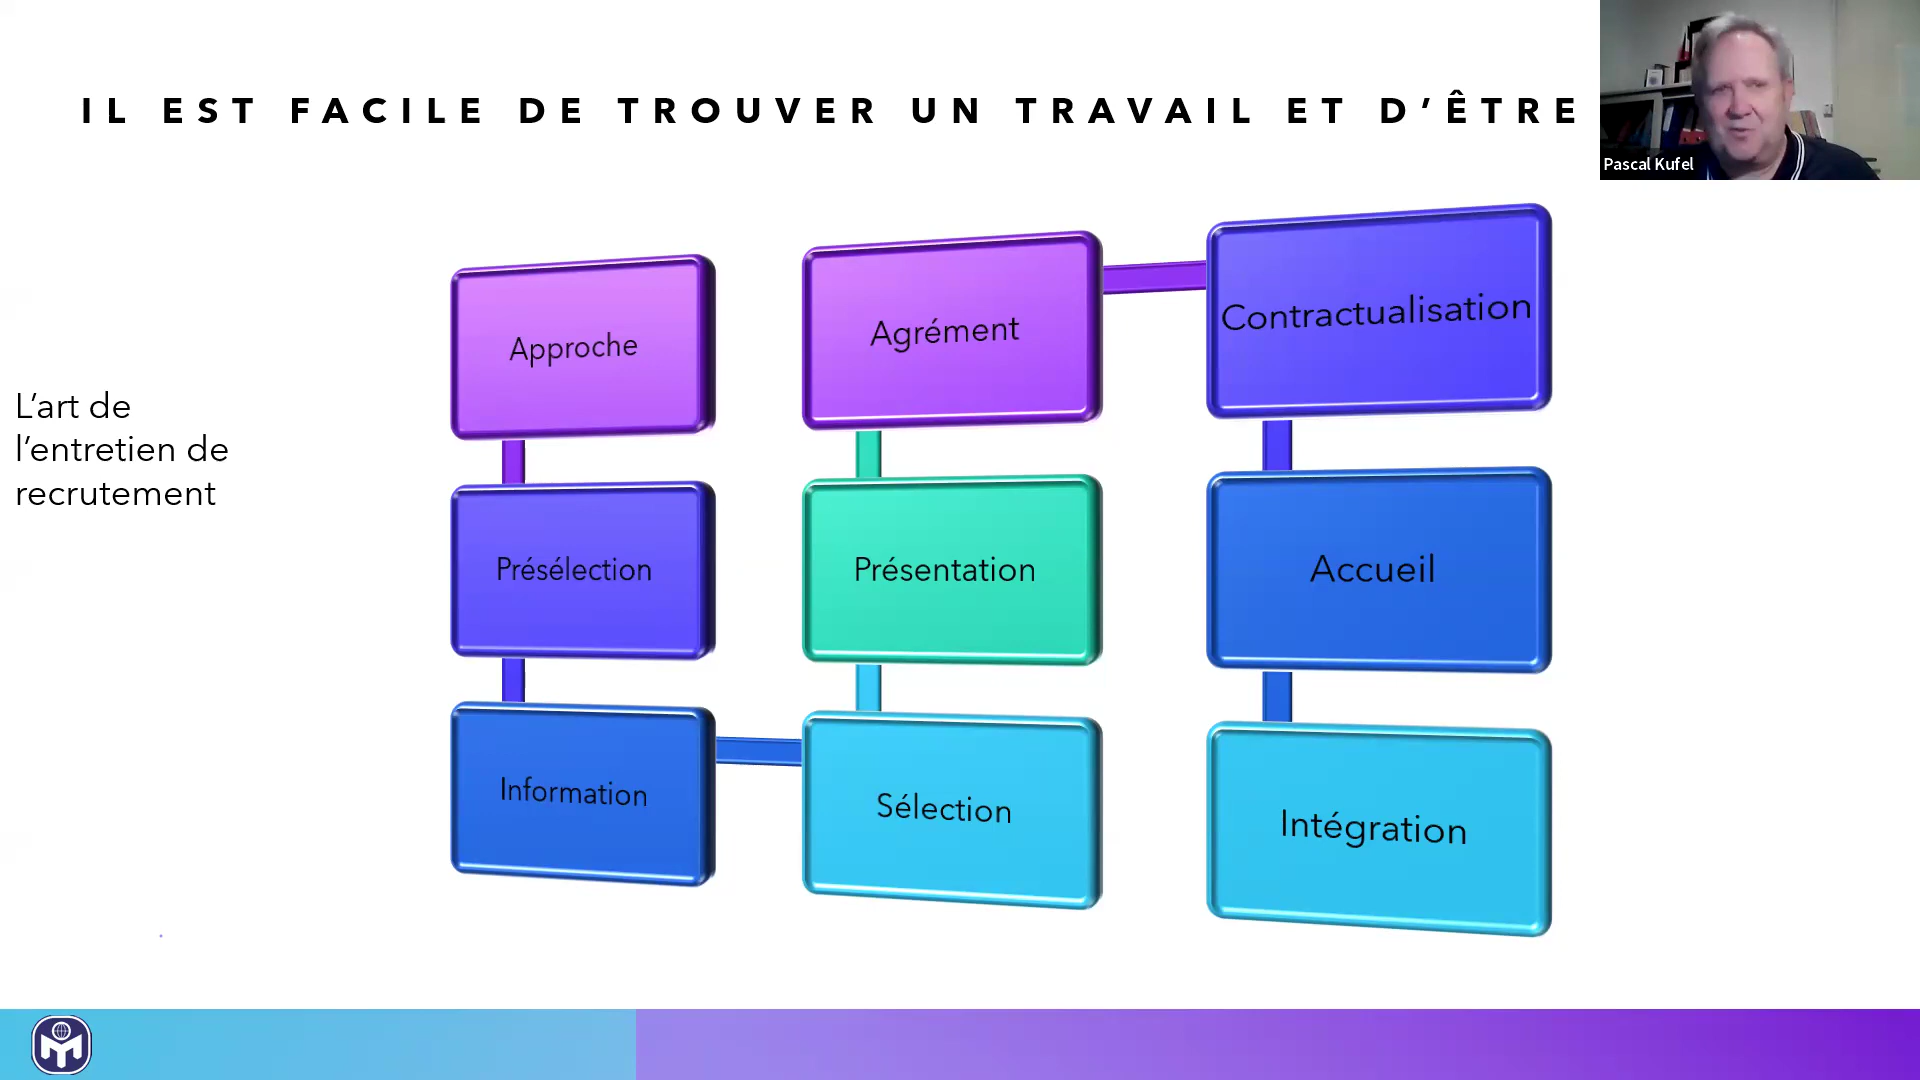 IL EST FACILE DE TROUVER UN TRAVAIL ET D’ÊTRE
Pascal Kufel
L’art de
l’entretien de
recrutement
Approche
Présélection
Information
Sélection
Présentation
Agrément
Contractualisation
Accueil
Intégration